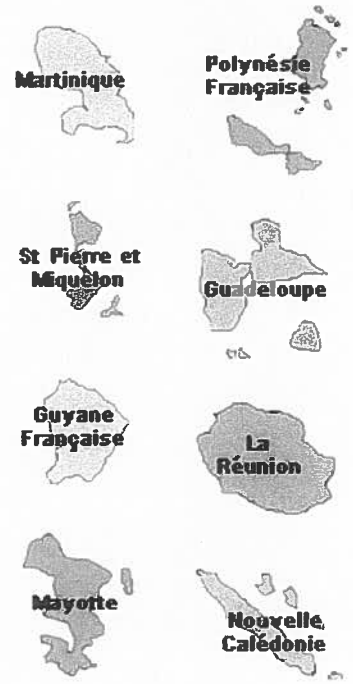 Martinique
Polynésie
Française
St Pierre et
Miquelon
Guadeloupe
Guyane
Française
La
Réunion
Mayotte
Nouvelle
Calédonie